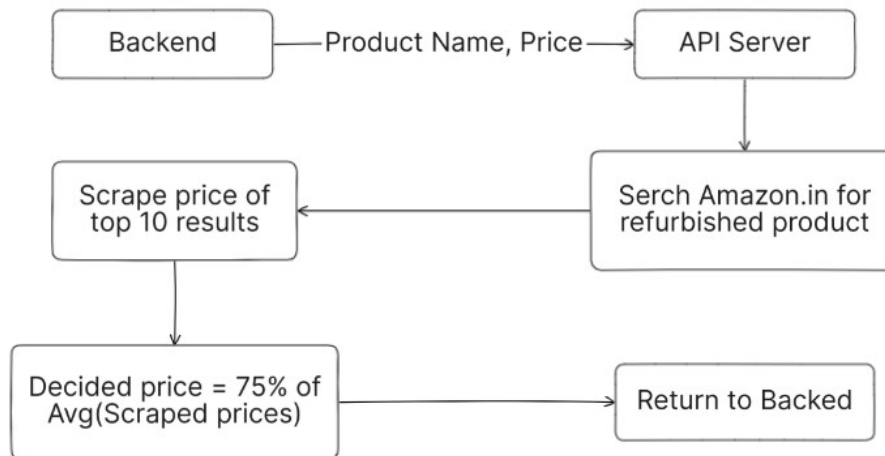 Backend
Product Name, Price
API Server
Serch Amazon.in for
refurbished product
Scrape price of
top 10 results
Decided price = 75% of
Avg(Scraped prices)
Return to Backed